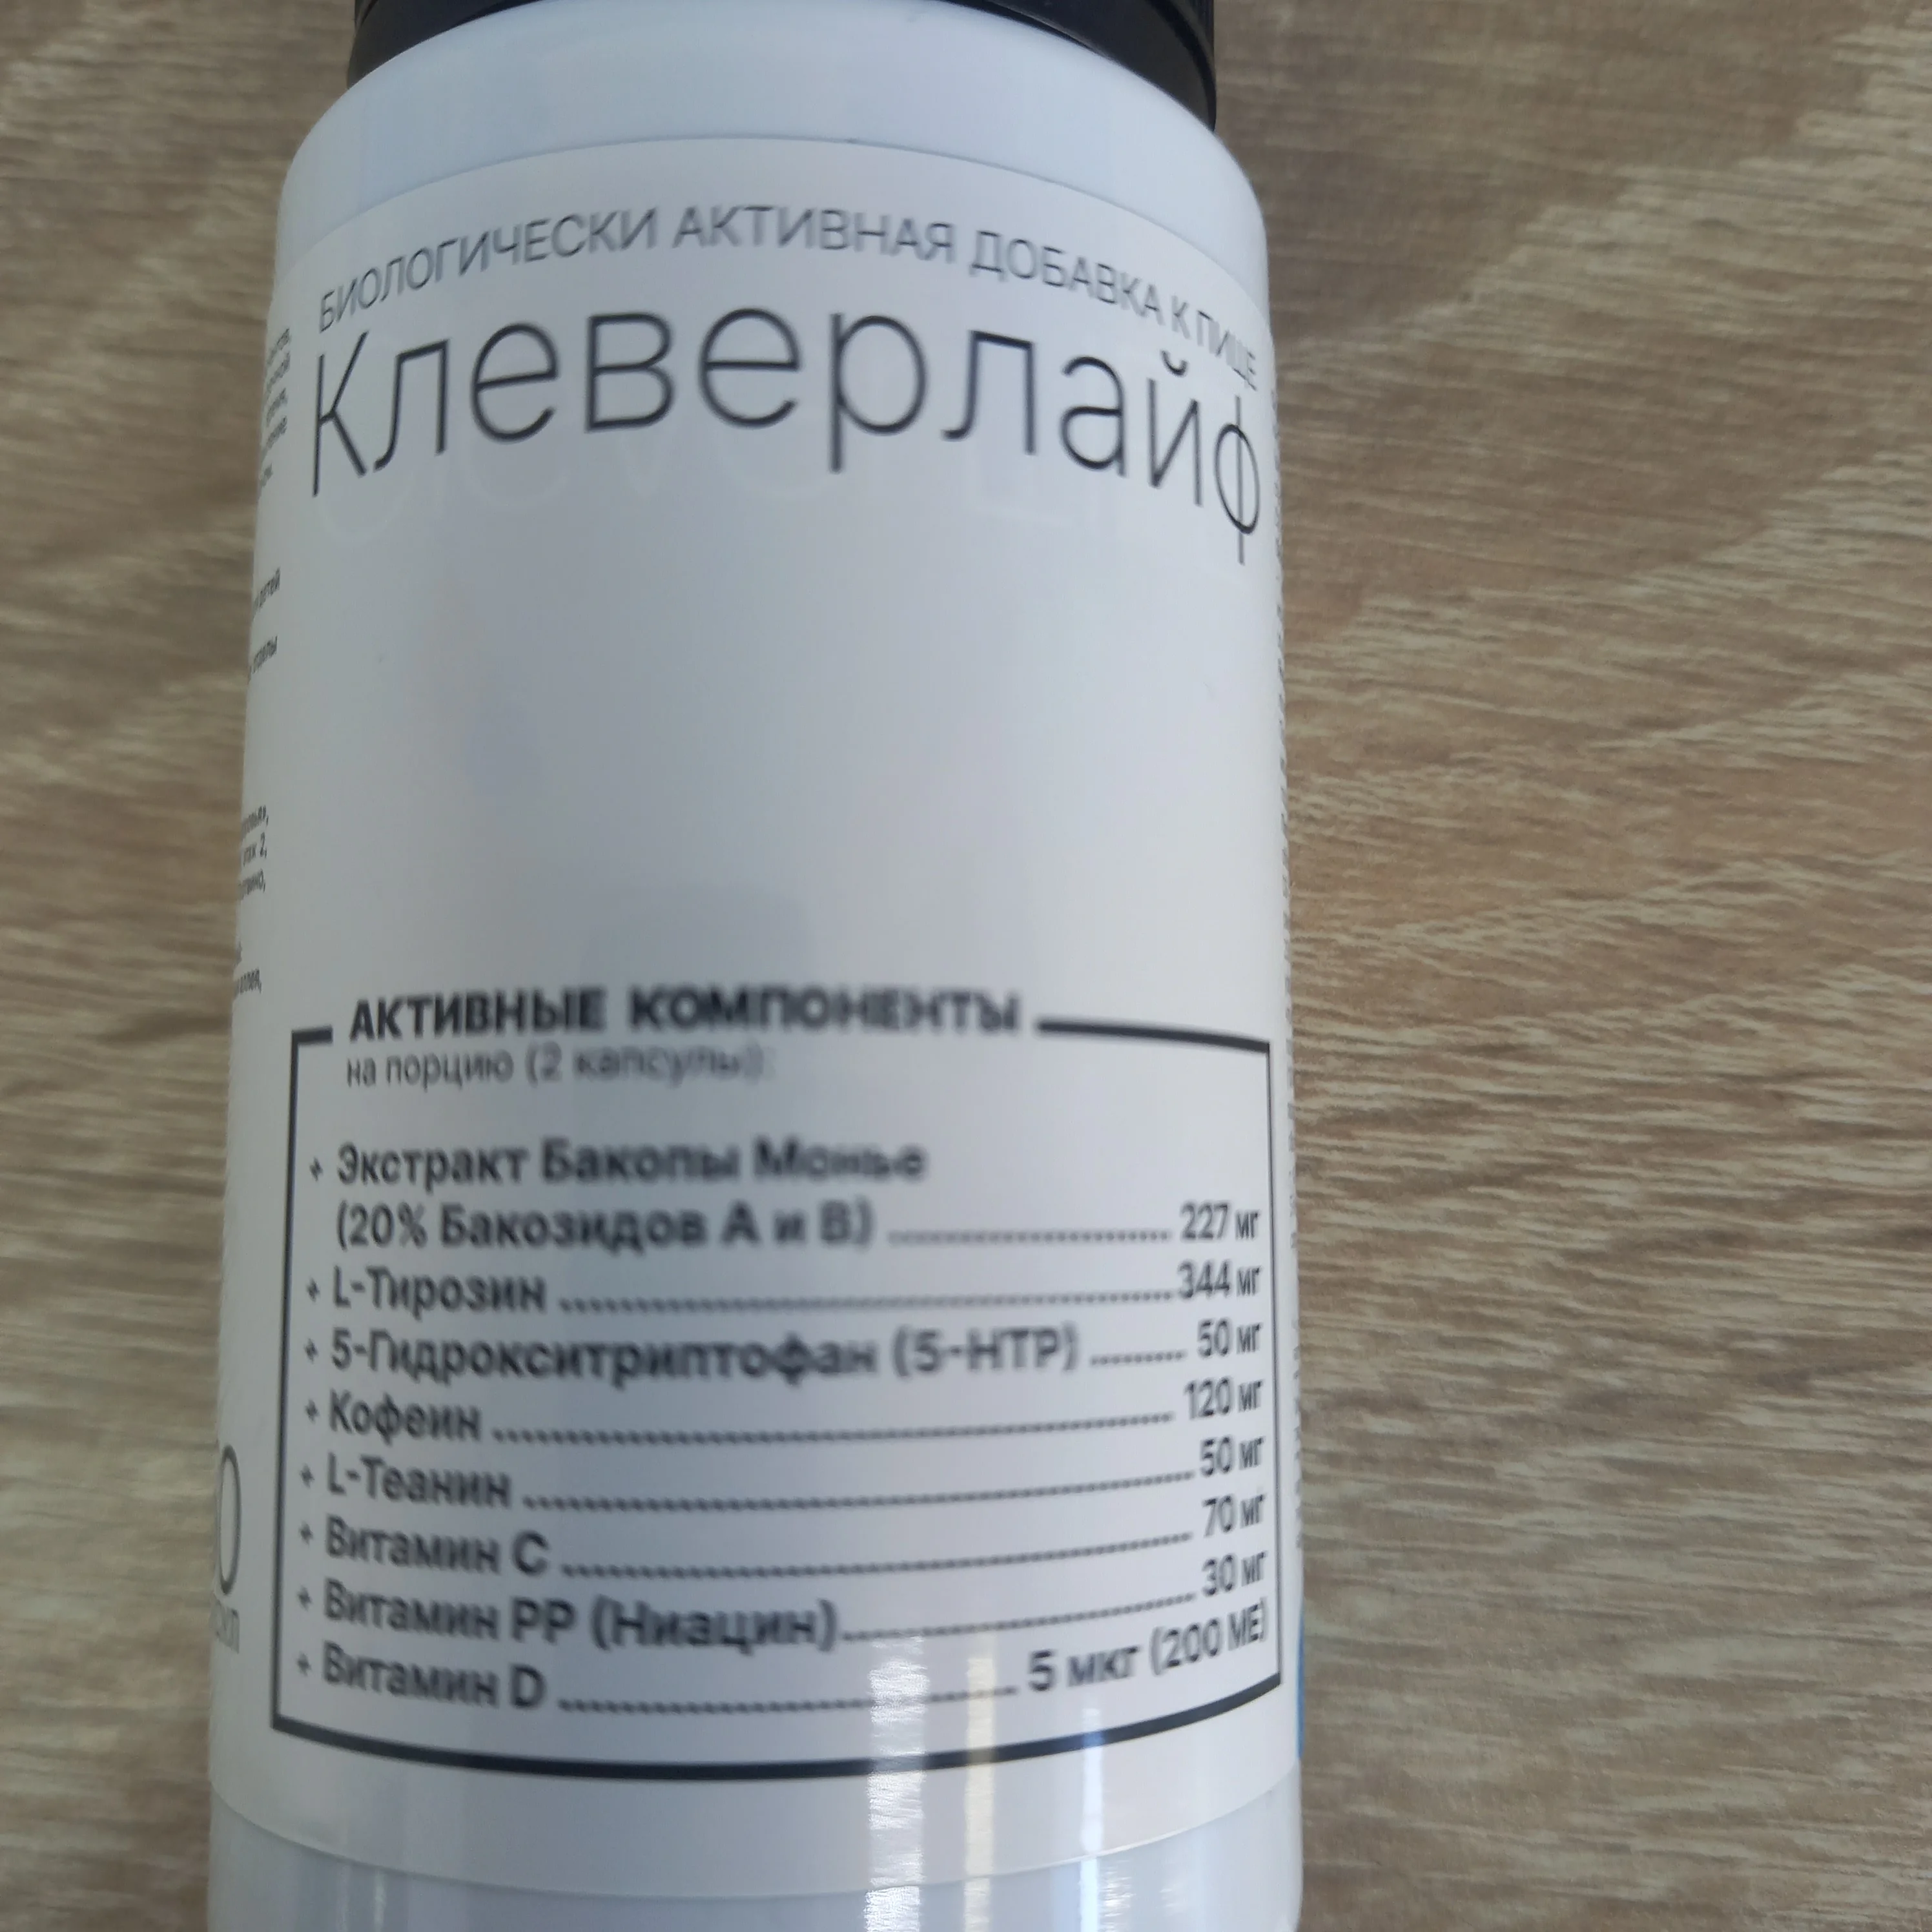 БИОЛОГИЧЕСКИ АКТИВНАЯ ДОБАВКА К ПИЩЕ
Клеверлайф
АКТИВНЫЕ КОМПОНЕНТЫ
на порцию (2 капсулы):
+ Экстракт Бакопы Монье
(20% Бакозидов А и В) ........ 227 мг
+ L-Тирозин ........ 344 мг
+ 5-Гидрокситриптофан (5-HTP) ........ 50 мг
+ Кофеин ........ 120 мг
+ L-Теанин ........ 50 мг
+ Витамин С ........ 70 мг
+ Витамин РР (Ниацин) ........ 30 мг
+ Витамин D ........ 5 мкг (200 МЕ)